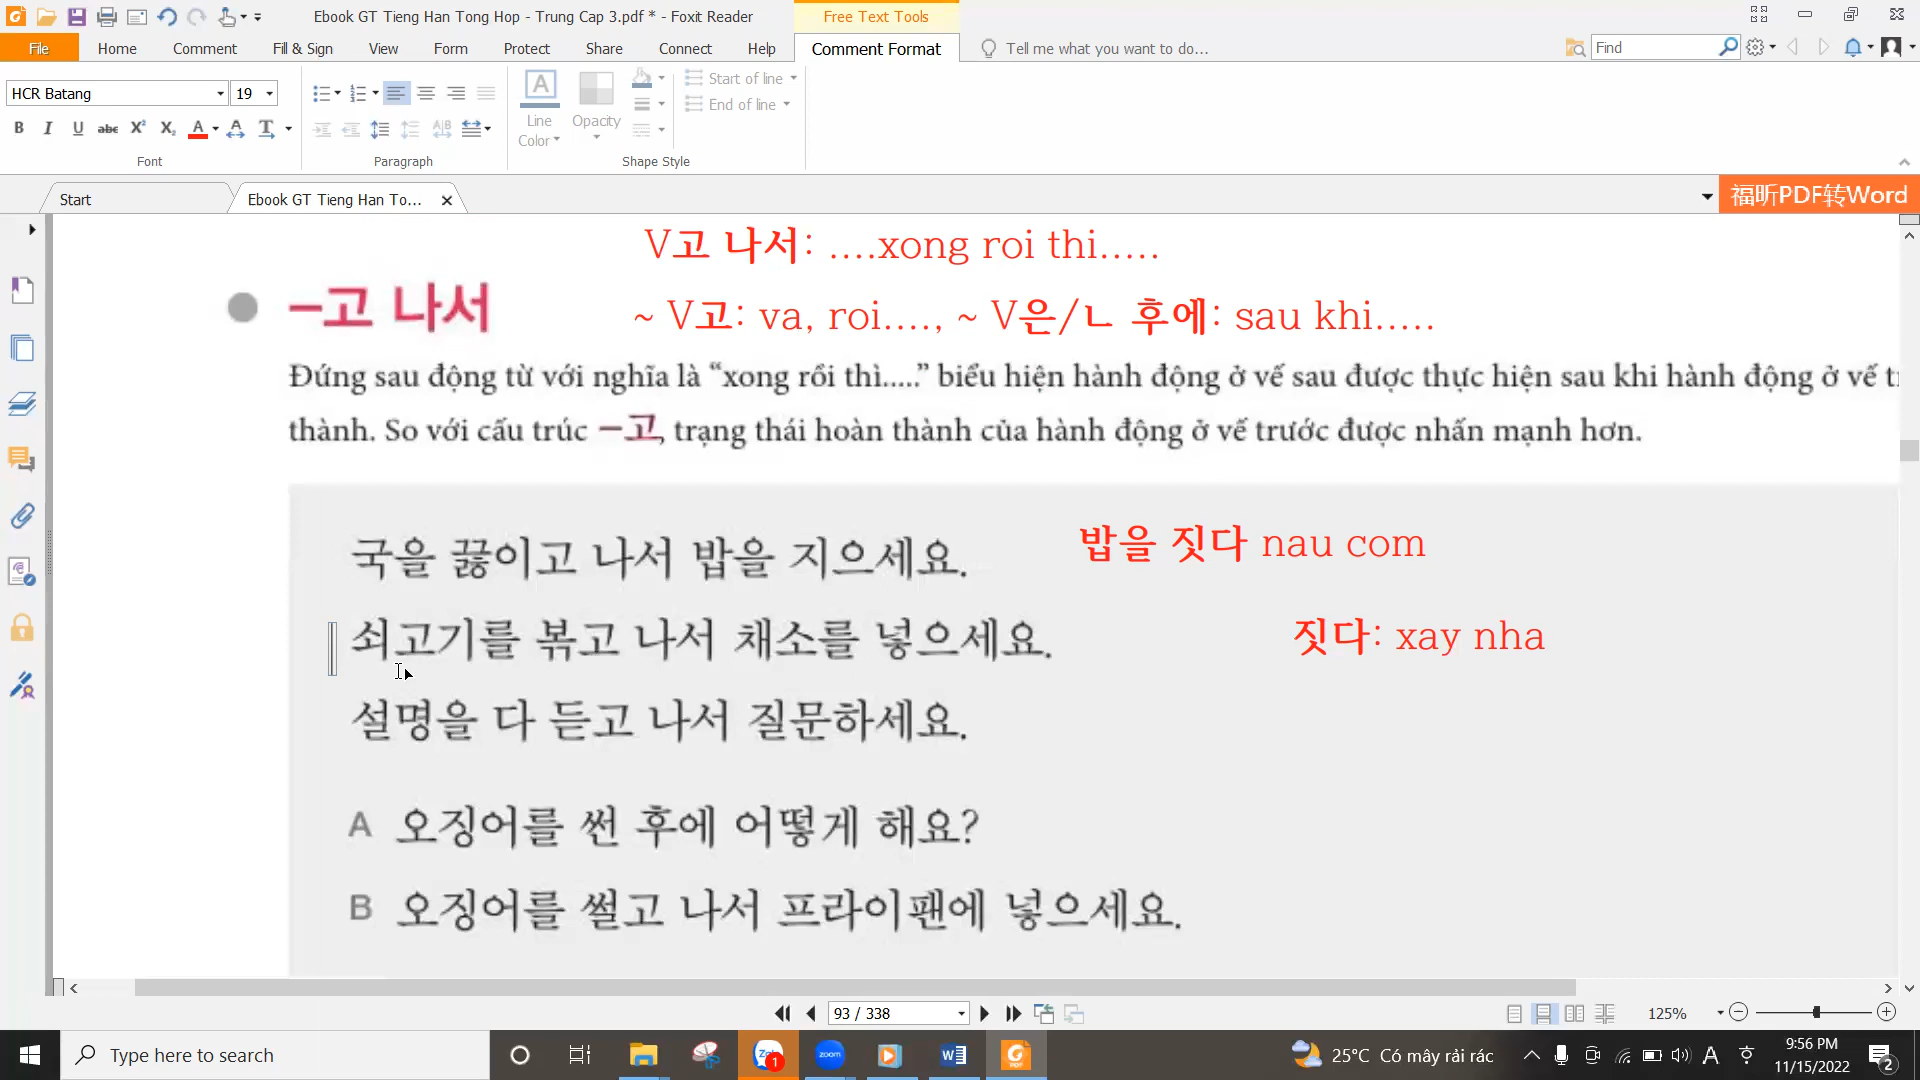 Ebook GT Tieng Han Tong Hop - Trung Cap 3.pdf * - Foxit Reader
Free Text Tools
File Home Comment Fill & Sign View Form Protect Share Connect Help Comment Format Tell me what you want to do... Find
HCR Batang 19
Start of line
End of line
B I U abc X² X₂ A A T
Line Color
Opacity
Font Paragraph Shape Style
Start Ebook GT Tieng Han To... 福昕PDF转Word
V고 나서: ....xong roi thi.....
–고 나서
~ V고: va, roi...., ~ V은/ㄴ 후에: sau khi.....
Đứng sau động từ với nghĩa là “xong rồi thì.....” biểu hiện hành động ở vế sau được thực hiện sau khi hành động ở vế
thành. So với cấu trúc –고, trạng thái hoàn thành của hành động ở vế trước được nhấn mạnh hơn.
국을 끓이고 나서 밥을 지으세요.
밥을 짓다 nau com
쇠고기를 볶고 나서 채소를 넣으세요.
짓다: xay nha
설명을 다 듣고 나서 질문하세요.
A 오징어를 썬 후에 어떻게 해요?
B 오징어를 썰고 나서 프라이팬에 넣으세요.
93 / 338
125%
Type here to search
zoom
1
25°C Có mây rải rác
A
9:56 PM
11/15/2022
2